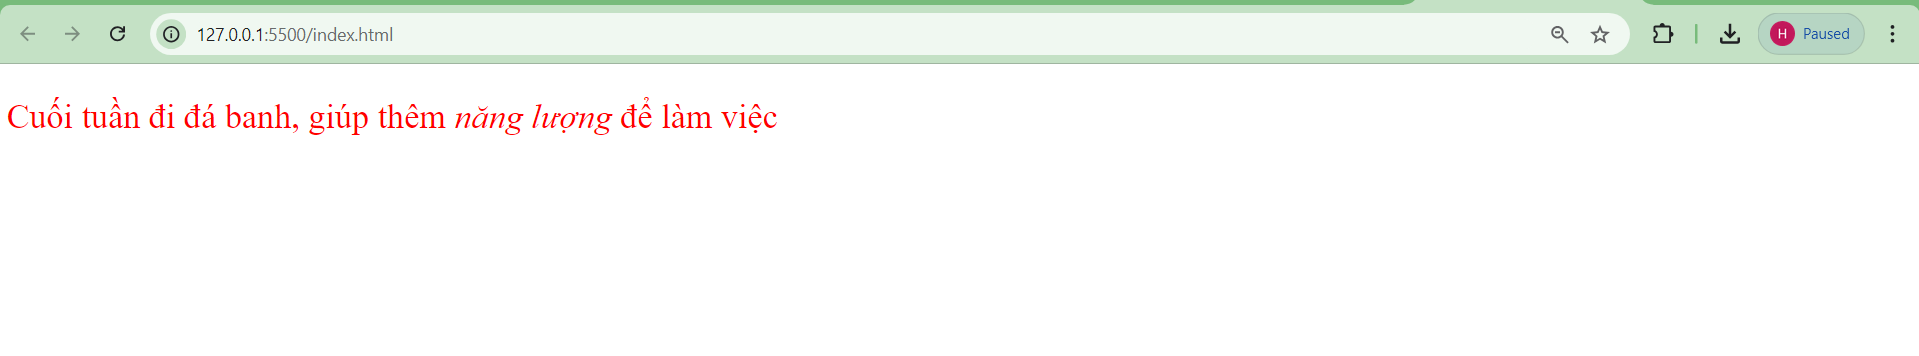 127.0.0.1:5500/index.html
H Paused
Cuối tuần đi đá banh, giúp thêm năng lượng để làm việc